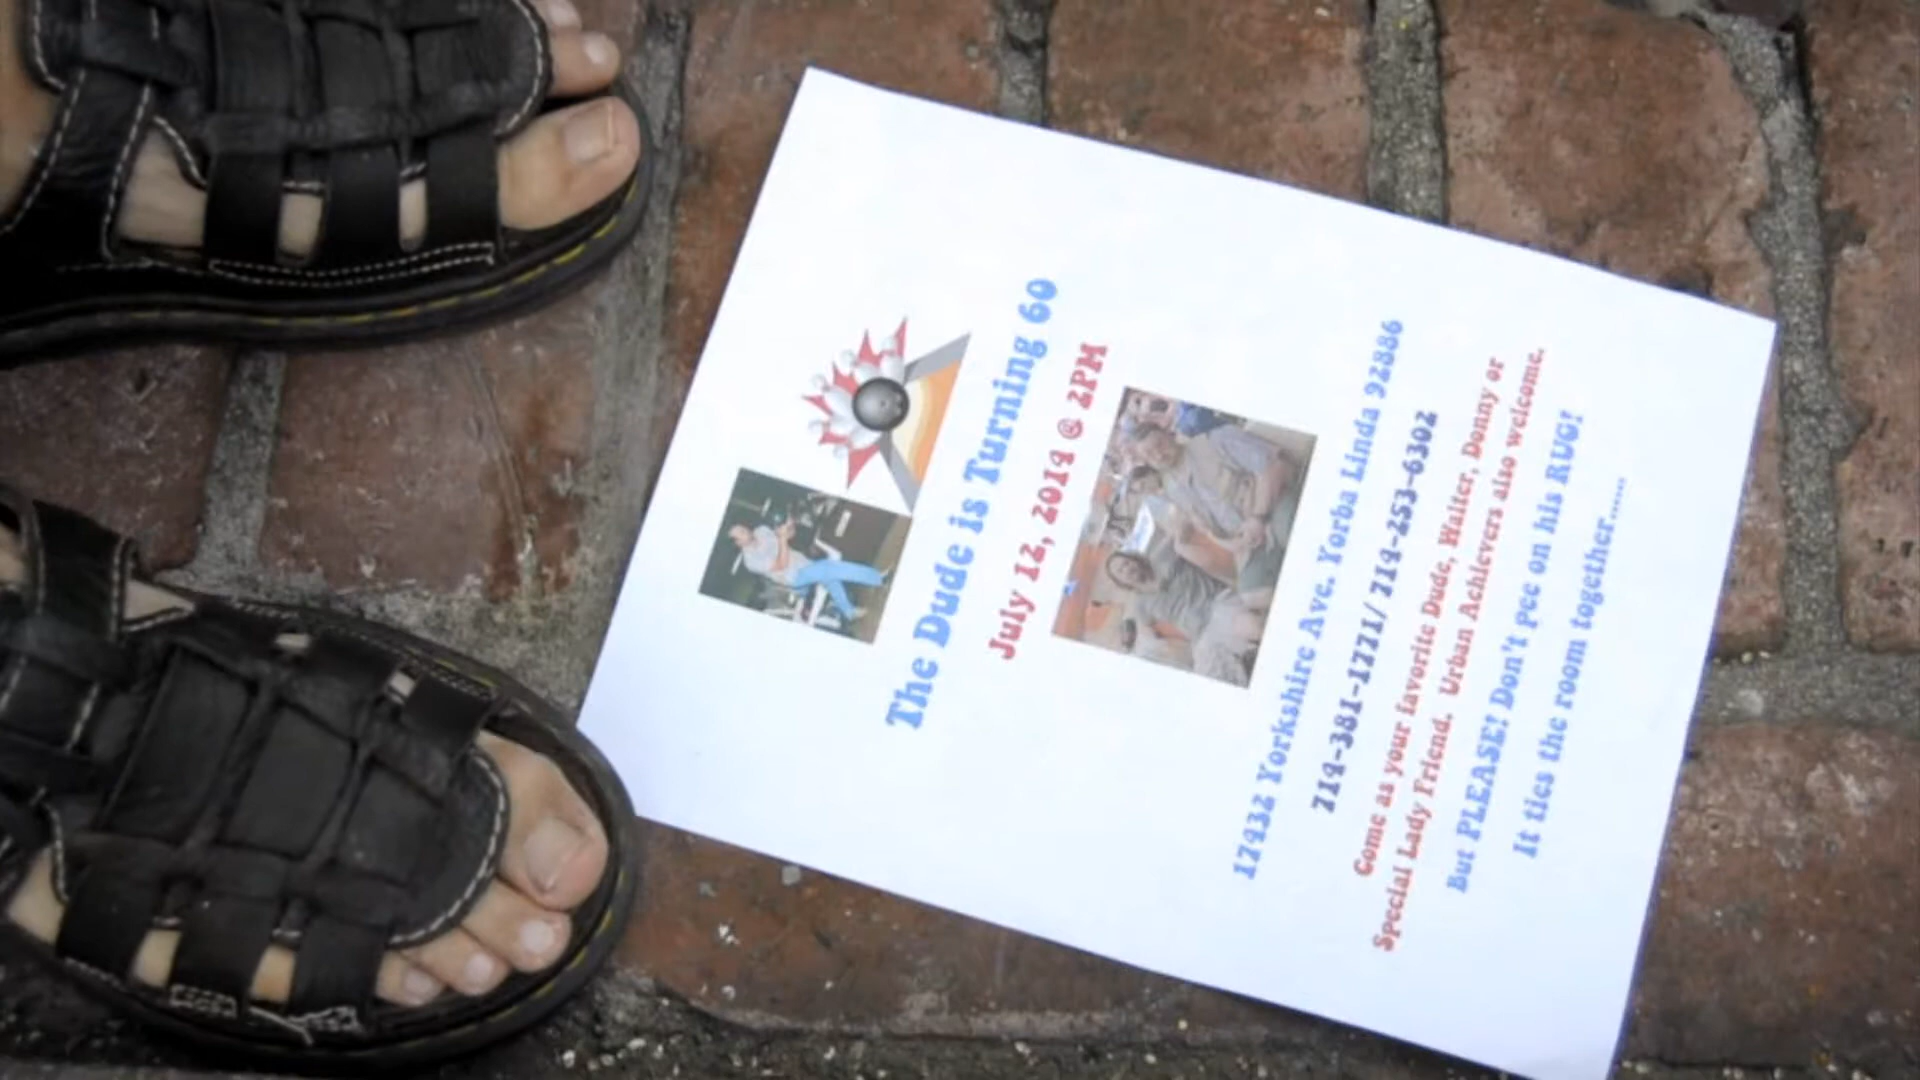 The Dude is Turning 60
July 12, 2014 @ 2PM
17432 Yorkshire Ave. Yorba Linda 92886
714-381-1771/ 714-253-6302
Come as your favorite Dude, Walter, Donny or
Special Lady Friend. Urban Achievers also welcome.
But PLEASE! Don't pee on his RUG!
It ties the room together......